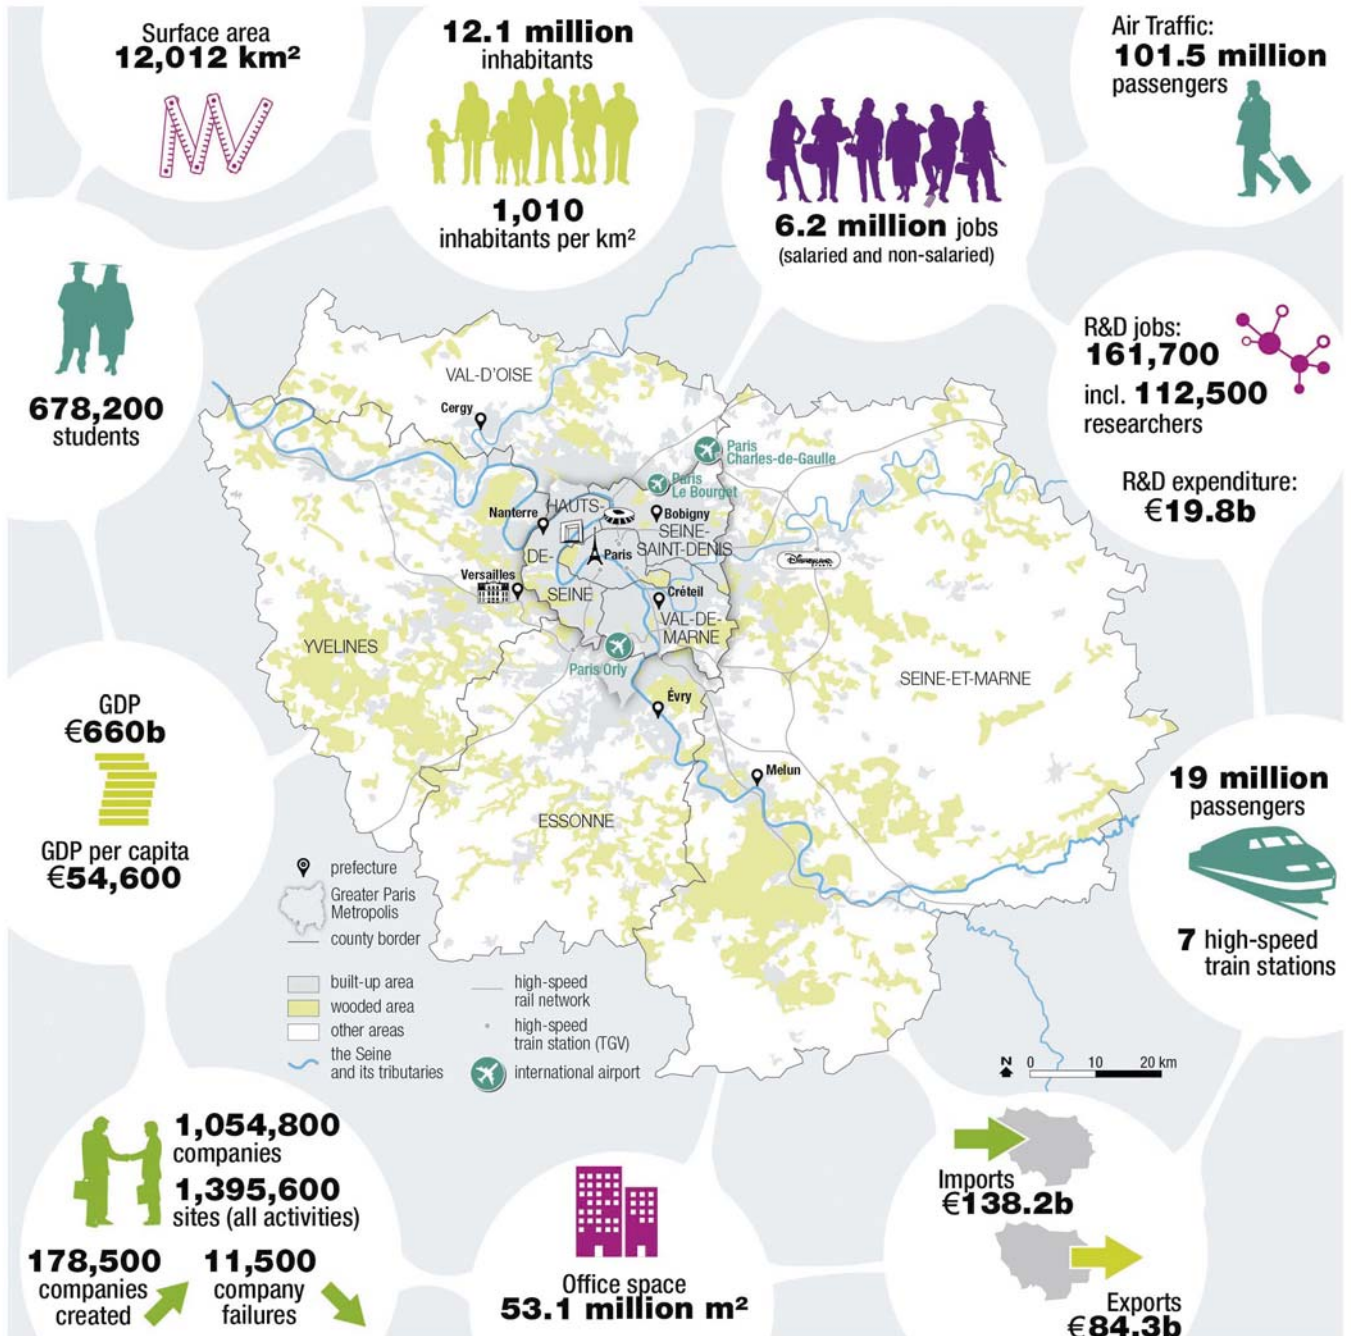 Surface area
12,012 km²
12.1 million
inhabitants
1,010
inhabitants per km²
6.2 million jobs
(salaried and non-salaried)
Air Traffic:
101.5 million
passengers
678,200
students
R&D jobs:
161,700
incl. 112,500
researchers
R&D expenditure:
€19.8b
VAL-D'OISE
Cergy
Paris
Charles-de-Gaulle
Paris
Le Bourget
Nanterre
HAUTS-
Bobigny
SEINE-
SAINT-DENIS
DE-
Paris
Disneyland
PARIS
Versailles
SEINE
Créteil
VAL-DE-
MARNE
YVELINES
Paris Orly
SEINE-ET-MARNE
Évry
Melun
ESSONNE
GDP
€660b
GDP per capita
€54,600
19 million
passengers
7 high-speed
train stations
prefecture
Greater Paris
Metropolis
county border
built-up area
wooded area
other areas
the Seine
and its tributaries
high-speed
rail network
high-speed
train station (TGV)
international airport
N
0 10 20 km
1,054,800
companies
1,395,600
sites (all activities)
178,500
companies
created
11,500
company
failures
Office space
53.1 million m²
Imports
€138.2b
Exports
€84.3b